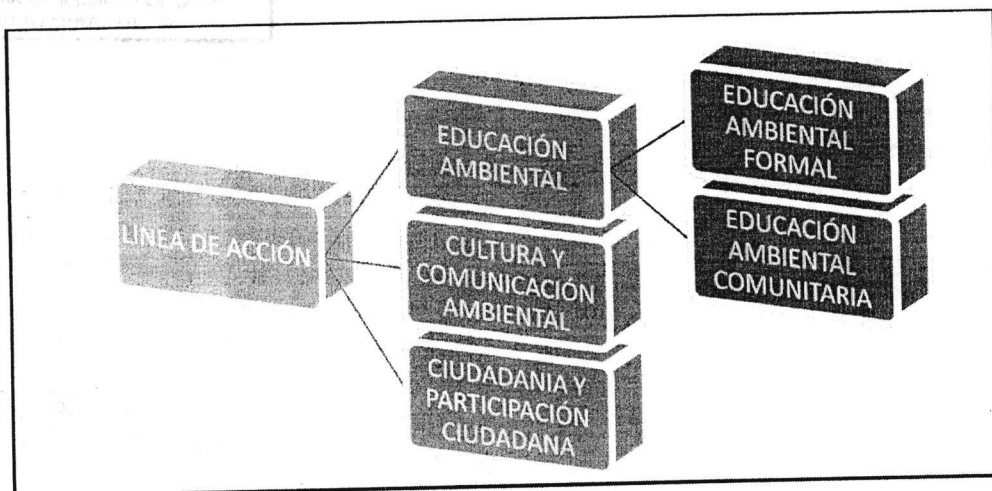 LINEA DE ACCIÓN
EDUCACIÓN
AMBIENTAL
CULTURA Y
COMUNICACIÓN
AMBIENTAL
CIUDADANIA Y
PARTICIPACIÓN
CIUDADANA
EDUCACIÓN
AMBIENTAL
FORMAL
EDUCACIÓN
AMBIENTAL
COMUNITARIA